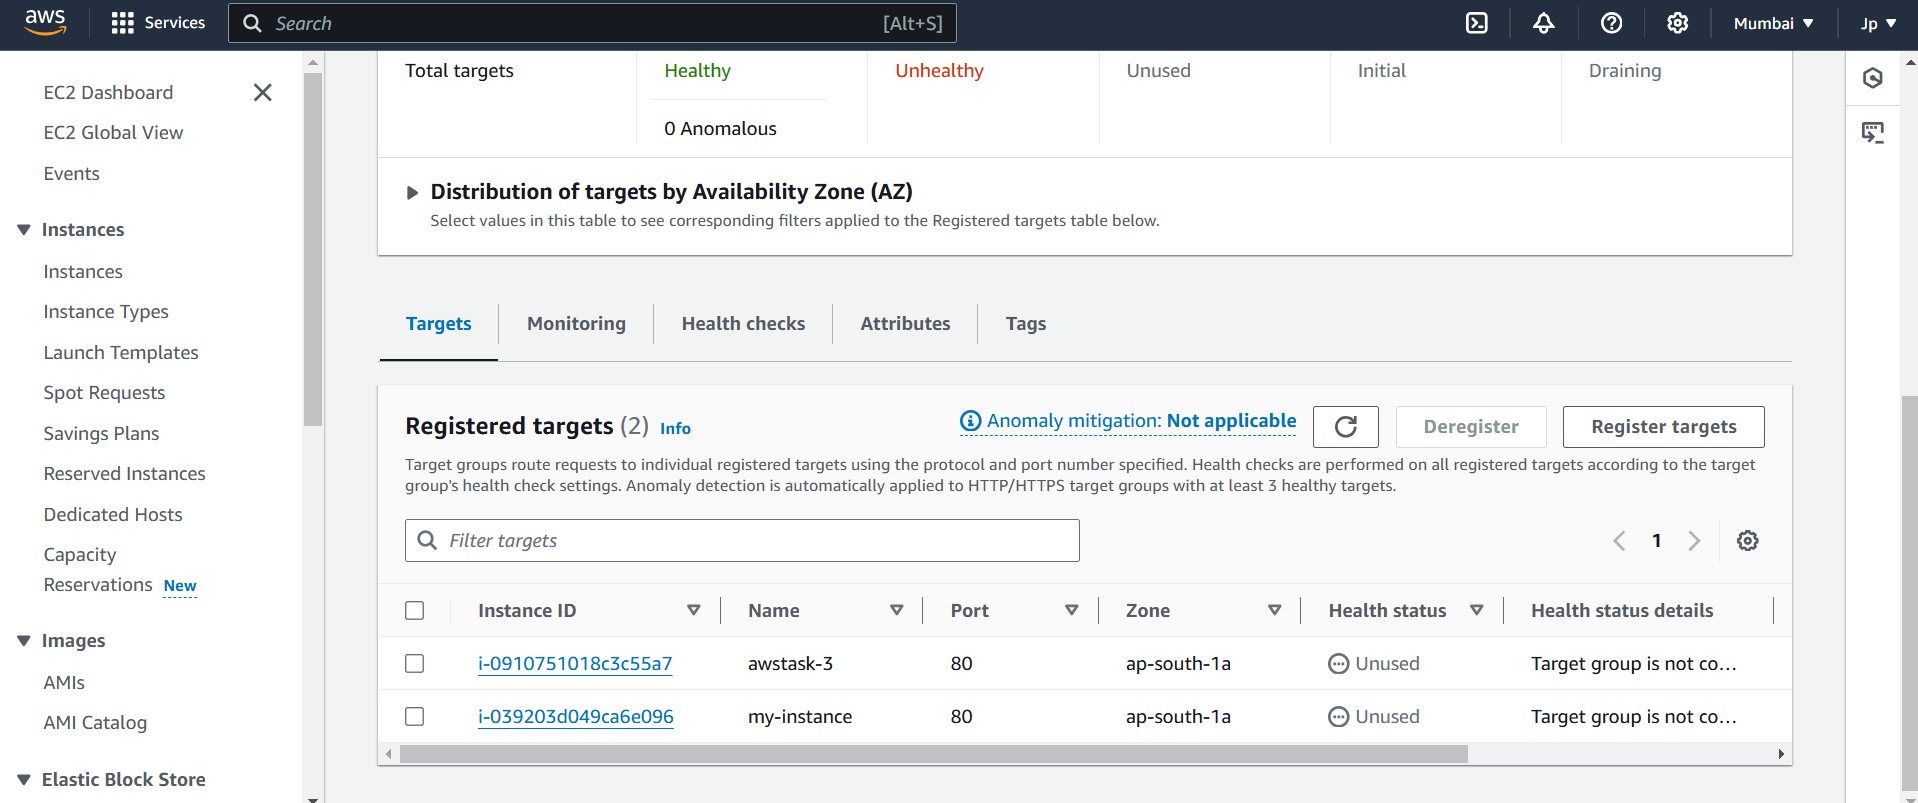 aws
Services
Search
[Alt+S]
Mumbai
Jp
EC2 Dashboard
EC2 Global View
Events
Instances
Instances
Instance Types
Launch Templates
Spot Requests
Savings Plans
Reserved Instances
Dedicated Hosts
Capacity
Reservations New
Images
AMIs
AMI Catalog
Elastic Block Store
Total targets
Healthy
Unhealthy
Unused
Initial
Draining
0 Anomalous
Distribution of targets by Availability Zone (AZ)
Select values in this table to see corresponding filters applied to the Registered targets table below.
Targets
Monitoring
Health checks
Attributes
Tags
Registered targets (2) Info
Anomaly mitigation: Not applicable
Deregister
Register targets
Target groups route requests to individual registered targets using the protocol and port number specified. Health checks are performed on all registered targets according to the target
group's health check settings. Anomaly detection is automatically applied to HTTP/HTTPS target groups with at least 3 healthy targets.
Filter targets
1
Instance ID Name Port Zone Health status Health status details
i-0910751018c3c55a7 awstask-3 80 ap-south-1a Unused Target group is not co...
i-039203d049ca6e096 my-instance 80 ap-south-1a Unused Target group is not co...